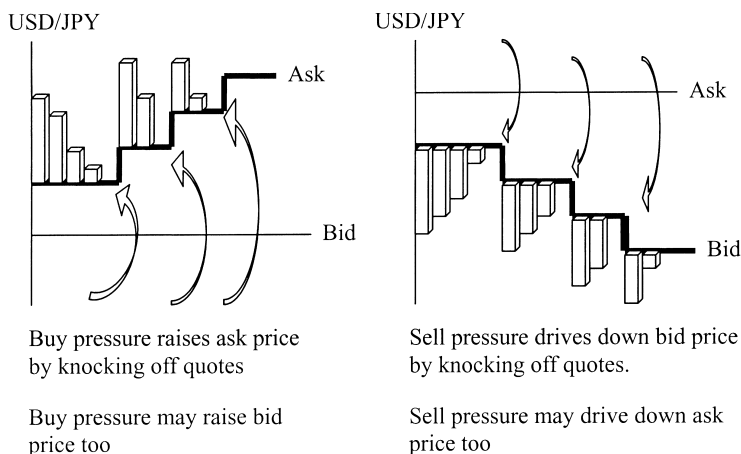 USD/JPY
Ask
Bid
Buy pressure raises ask price
by knocking off quotes
Buy pressure may raise bid
price too
USD/JPY
Ask
Bid
Sell pressure drives down bid price
by knocking off quotes.
Sell pressure may drive down ask
price too